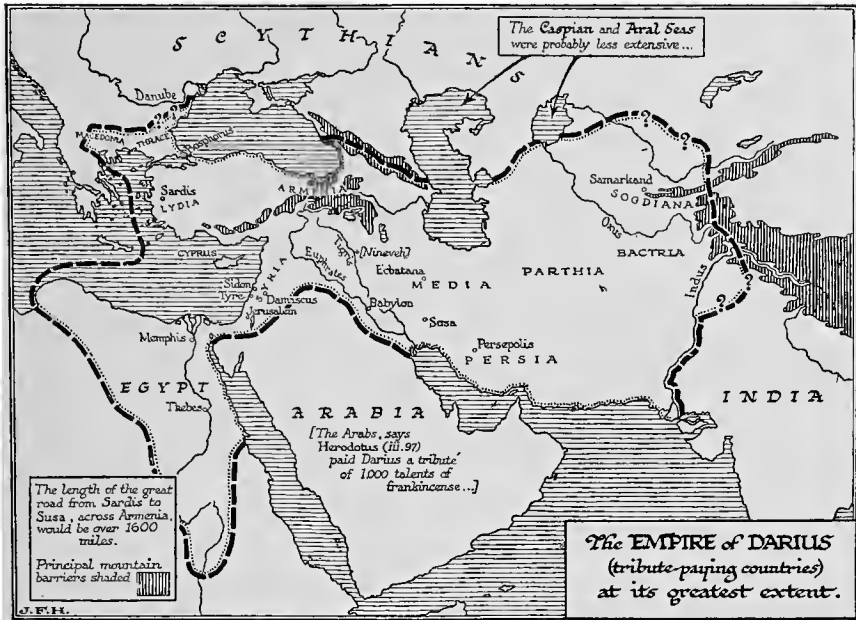 The Caspian and Aral Seas
were probably less extensive...
SCYTHIANS
Danube
?
?
MACEDONIA
THRACE
Bosphorus
Sardis
LYDIA
ARMENIA
Samarkand
SOGDIANA
Oxus
BACTRIA
CYPRUS
SYRIA
Sidon
Tyre
Damascus
Jerusalem
Euphrates
Tigris
[Nineveh]
Ecbatana
MEDIA
PARTHIA
Babylon
Susa
Persepolis
PERSIA
Indus
?
?
?
?
INDIA
Memphis
EGYPT
Thebes
ARABIA
[The Arabs, says
Herodotus (iii.97)
paid Darius a tribute
of 1,000 talents of
frankincense...]
The length of the great
road from Sardis to
Susa, across Armenia,
would be over 1600
miles.
Principal mountain
barriers shaded
The EMPIRE of DARIUS
(tribute-paying countries)
at its greatest extent.
J.F.H.